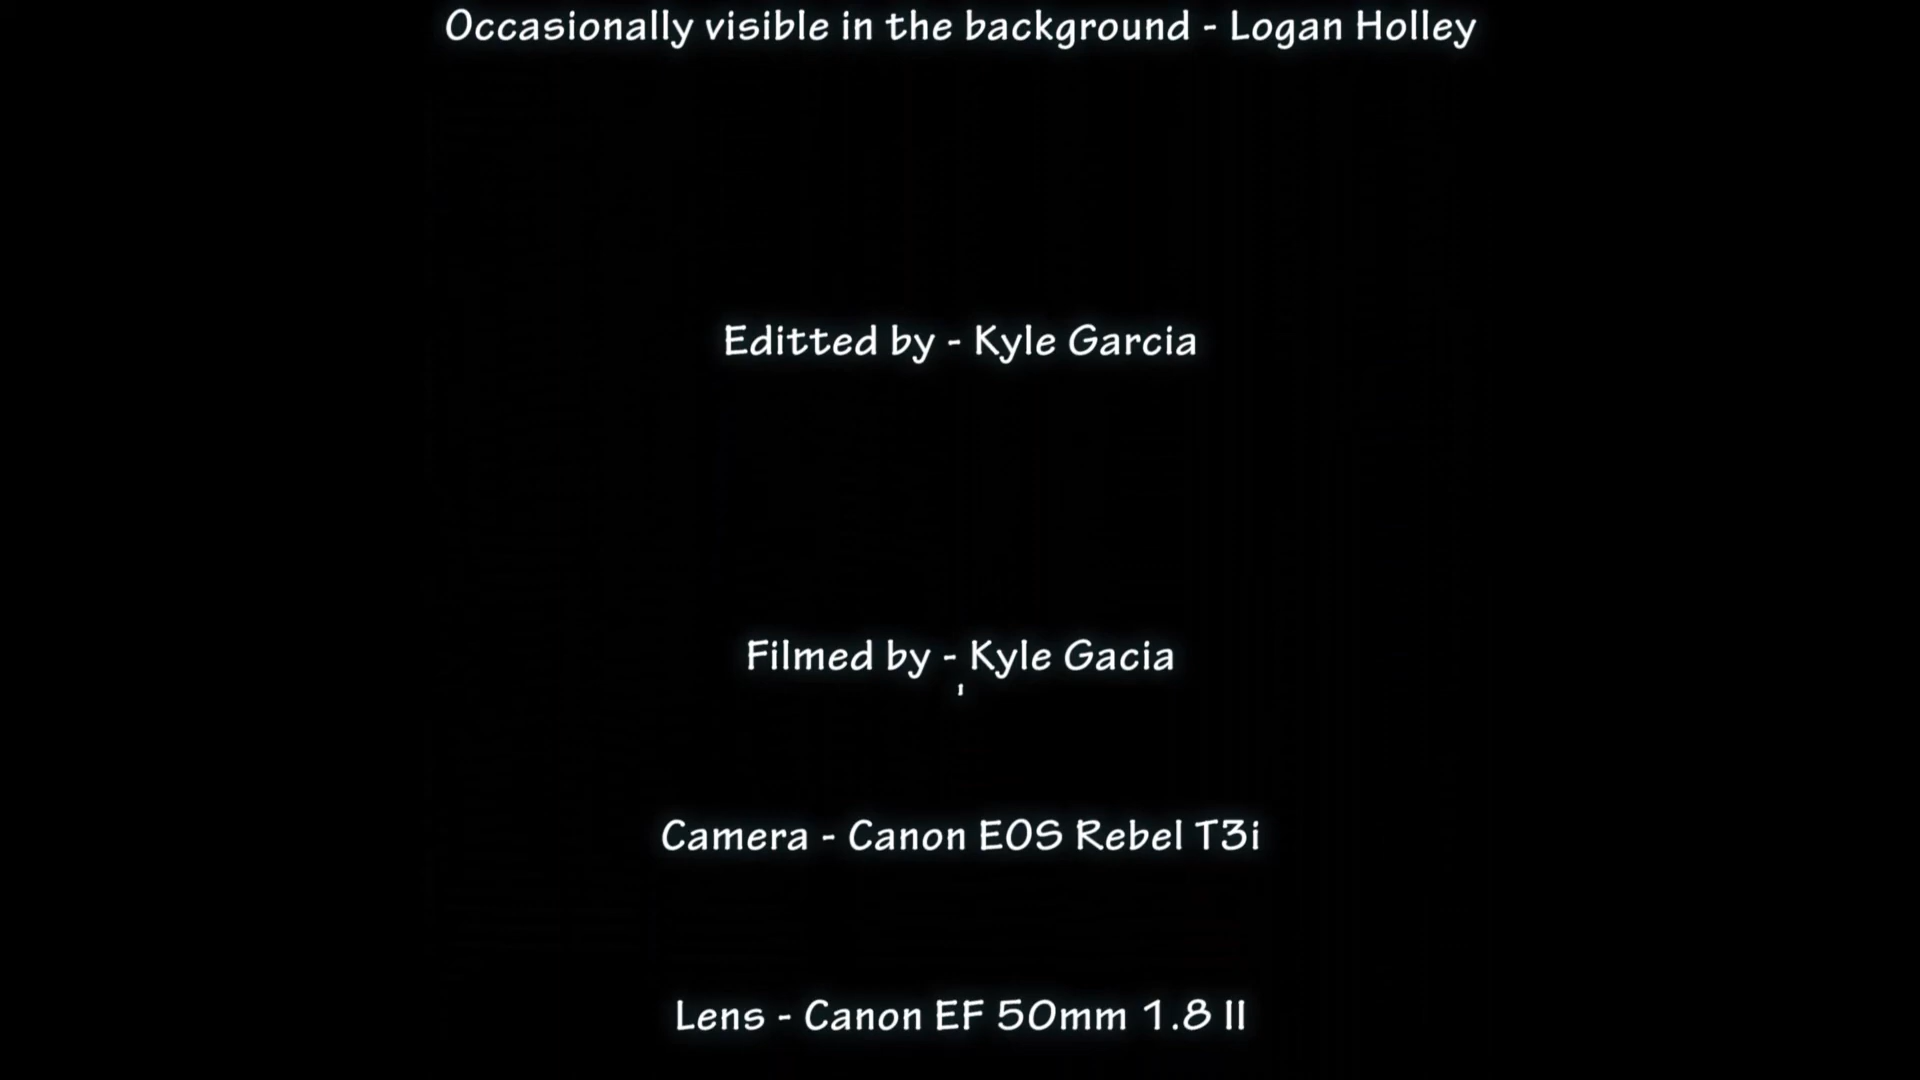 Occasionally visible in the background - Logan Holley
Editted by - Kyle Garcia
Filmed by - Kyle Gacia
Camera - Canon EOS Rebel T3i
Lens - Canon EF 50mm 1.8 II